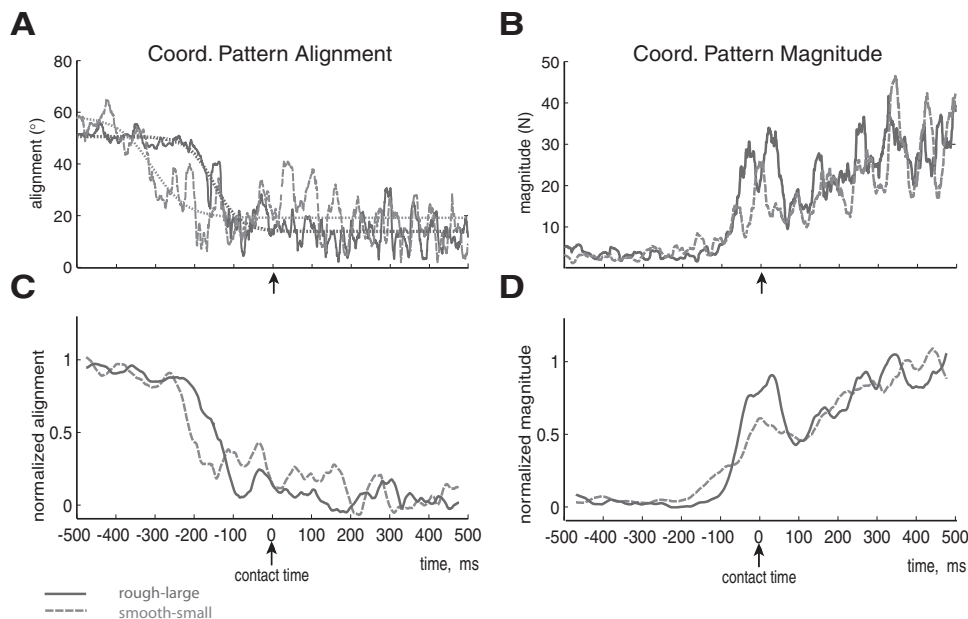 A
B
Coord. Pattern Alignment
Coord. Pattern Magnitude
80
60
40
20
0
alignment (°)
50
40
30
20
10
magnitude (N)
C
D
1
0.5
0
normalized alignment
1
0.5
0
normalized magnitude
-500 -400 -300 -200 -100 0 100 200 300 400 500
contact time
time, ms
-500 -400 -300 -200 -100 0 100 200 300 400 500
contact time
time, ms
rough-large
smooth-small